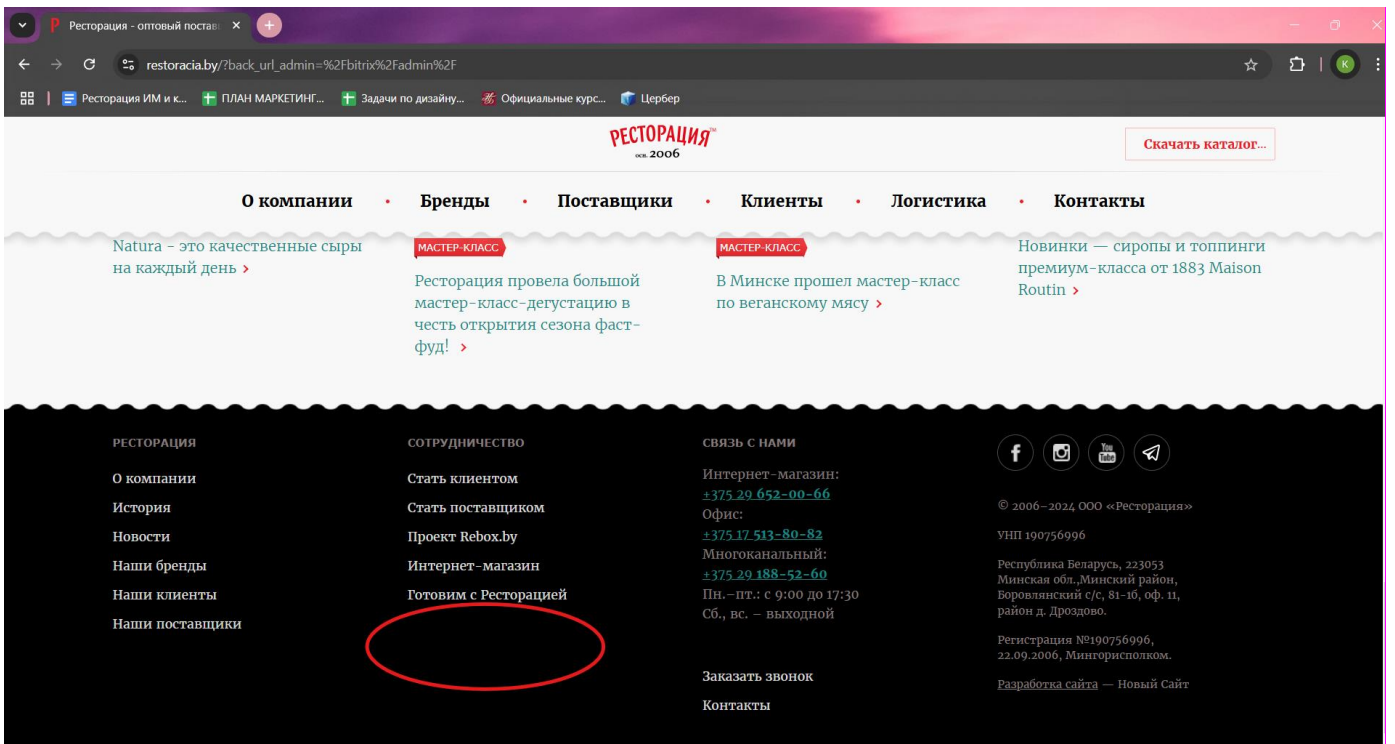 Ресторация - оптовый постав
restoracia.by/?back_url_admin=%2Fbitrix%2Fadmin%2F
K
Ресторация ИМ и к... ПЛАН МАРКЕТИНГ... Задачи по дизайну... Официальные курс... Цербер
РЕСТОРАЦИЯ™
осн. 2006
Скачать каталог...
О компании • Бренды • Поставщики • Клиенты • Логистика • Контакты
Natura - это качественные сыры
на каждый день >
МАСТЕР-КЛАСС
Ресторация провела большой
мастер-класс-дегустацию в
честь открытия сезона фаст-
фуд! >
МАСТЕР-КЛАСС
В Минске прошел мастер-класс
по веганскому мясу >
Новинки — сиропы и топпинги
премиум-класса от 1883 Maison
Routin >
РЕСТОРАЦИЯ
О компании
История
Новости
Наши бренды
Наши клиенты
Наши поставщики
СОТРУДНИЧЕСТВО
Стать клиентом
Стать поставщиком
Проект Rebox.by
Интернет-магазин
Готовим с Ресторацией
СВЯЗЬ С НАМИ
Интернет-магазин:
+375 29 652-00-66
Офис:
+375 17 513-80-82
Многоканальный:
+375 29 188-52-60
Пн.-пт.: с 9:00 до 17:30
Сб., вс. – выходной
Заказать звонок
Контакты
f
You
Tube
© 2006–2024 ООО «Ресторация»
УНП 190756996
Республика Беларусь, 223053
Минская обл.,Минский район,
Боровлянский с/с, 81-1б, оф. 11,
район д. Дроздово.
Регистрация №190756996,
22.09.2006, Мингорисполком.
Разработка сайта — Новый Сайт